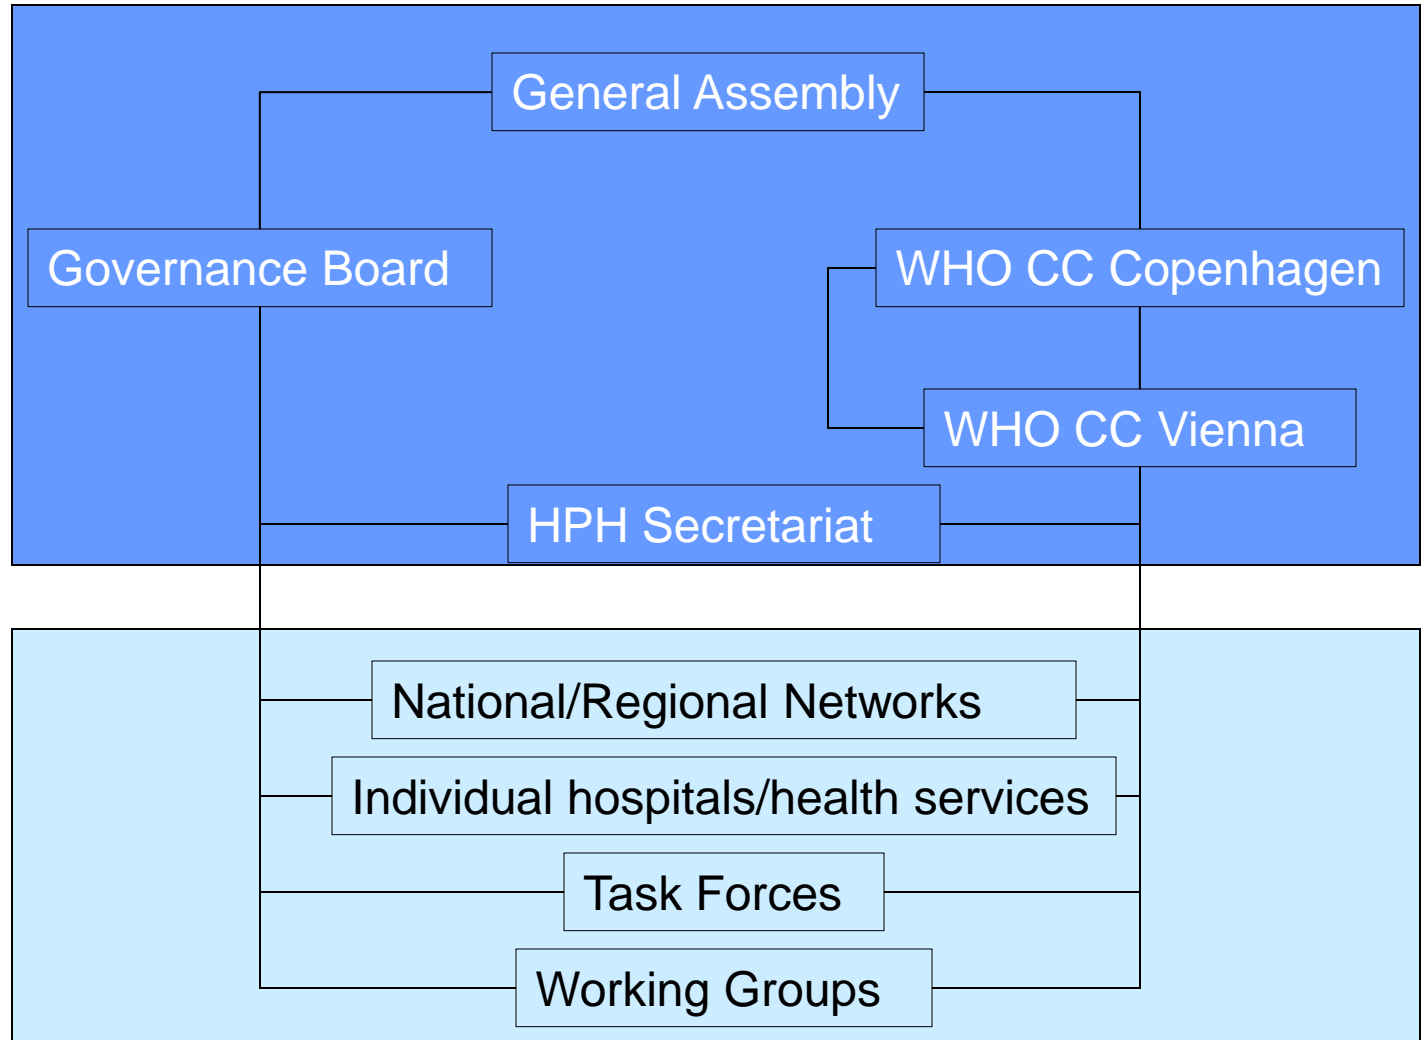 General Assembly
Governance Board
WHO CC Copenhagen
WHO CC Vienna
HPH Secretariat
National/Regional Networks
Individual hospitals/health services
Task Forces
Working Groups